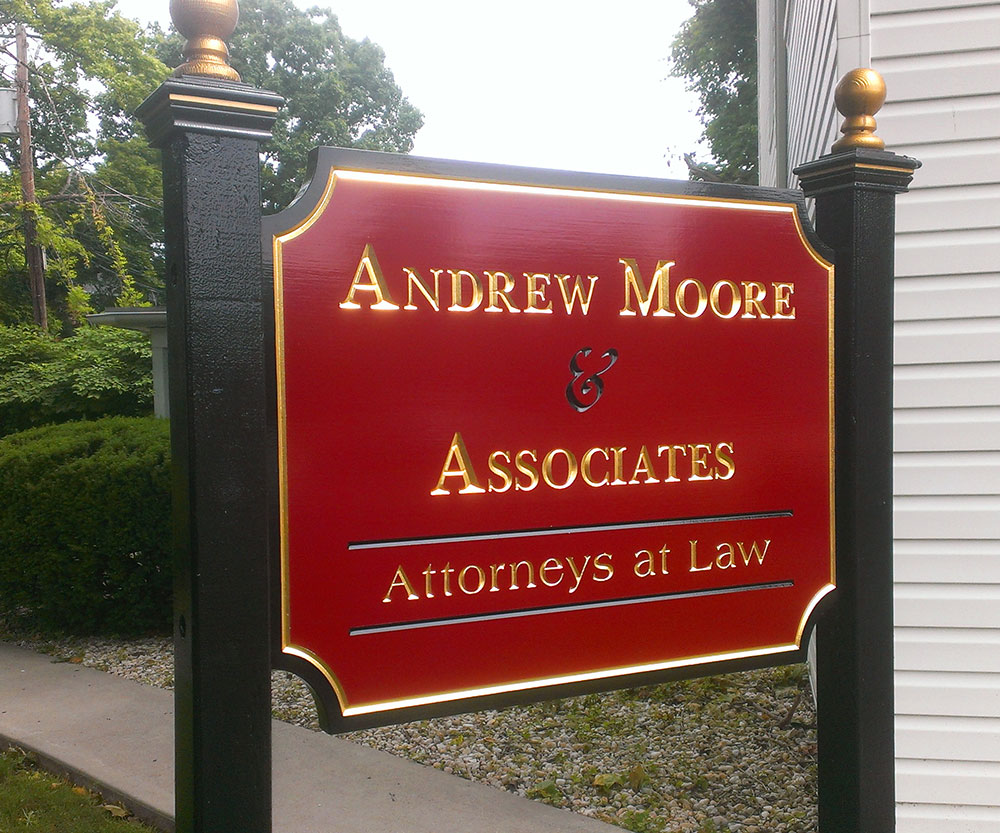 Andrew Moore
&
Associates
Attorneys at Law